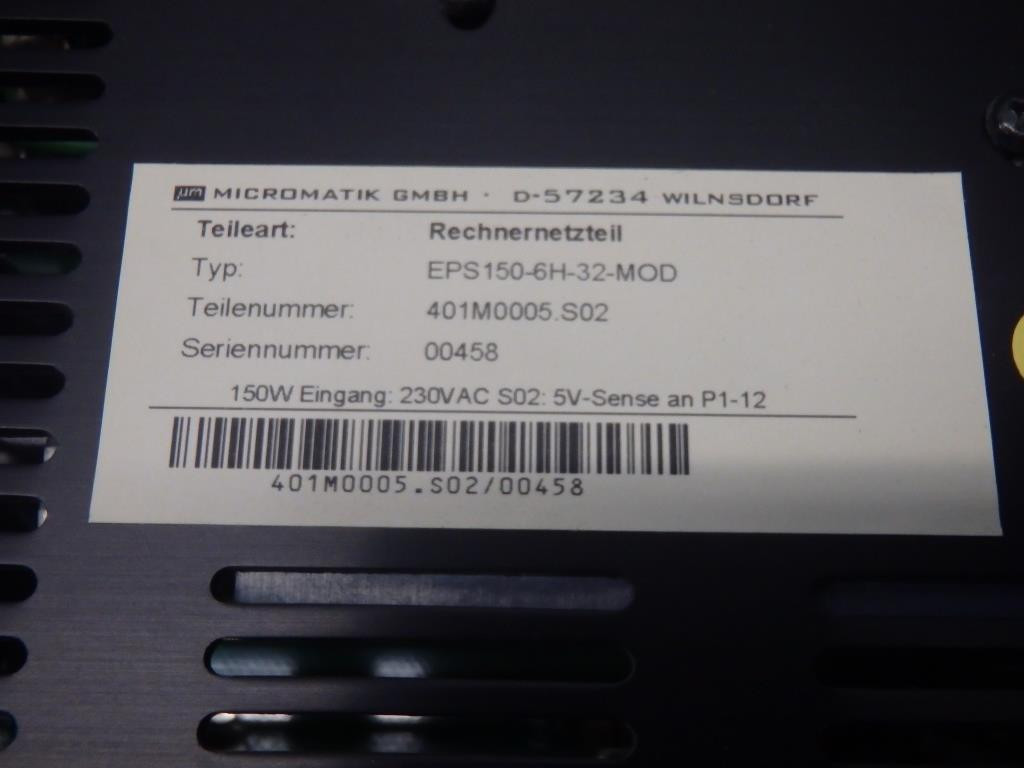 µm MICROMATIK GMBH · D-57234 WILNSDORF
Teileart: Rechnernetzteil
Typ: EPS150-6H-32-MOD
Teilenummer: 401M0005.S02
Seriennummer: 00458
150W Eingang: 230VAC S02: 5V-Sense an P1-12
401M0005.S02/00458